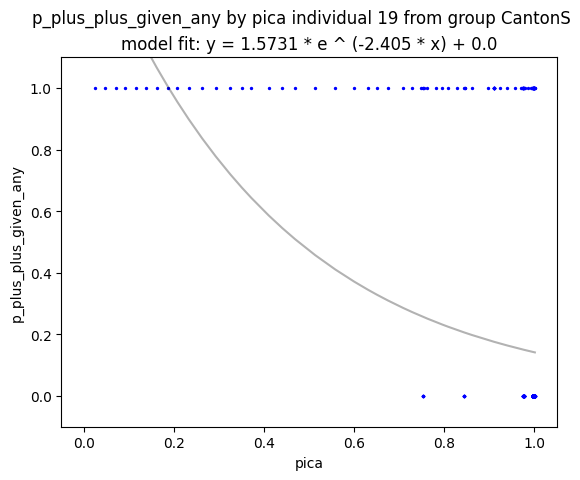 p_plus_plus_given_any by pica individual 19 from group CantonS
model fit: y = 1.5731 * e ^ (-2.405 * x) + 0.0
1.0
0.8
0.6
0.4
0.2
0.0
p_plus_plus_given_any
0.0 0.2 0.4 0.6 0.8 1.0
pica